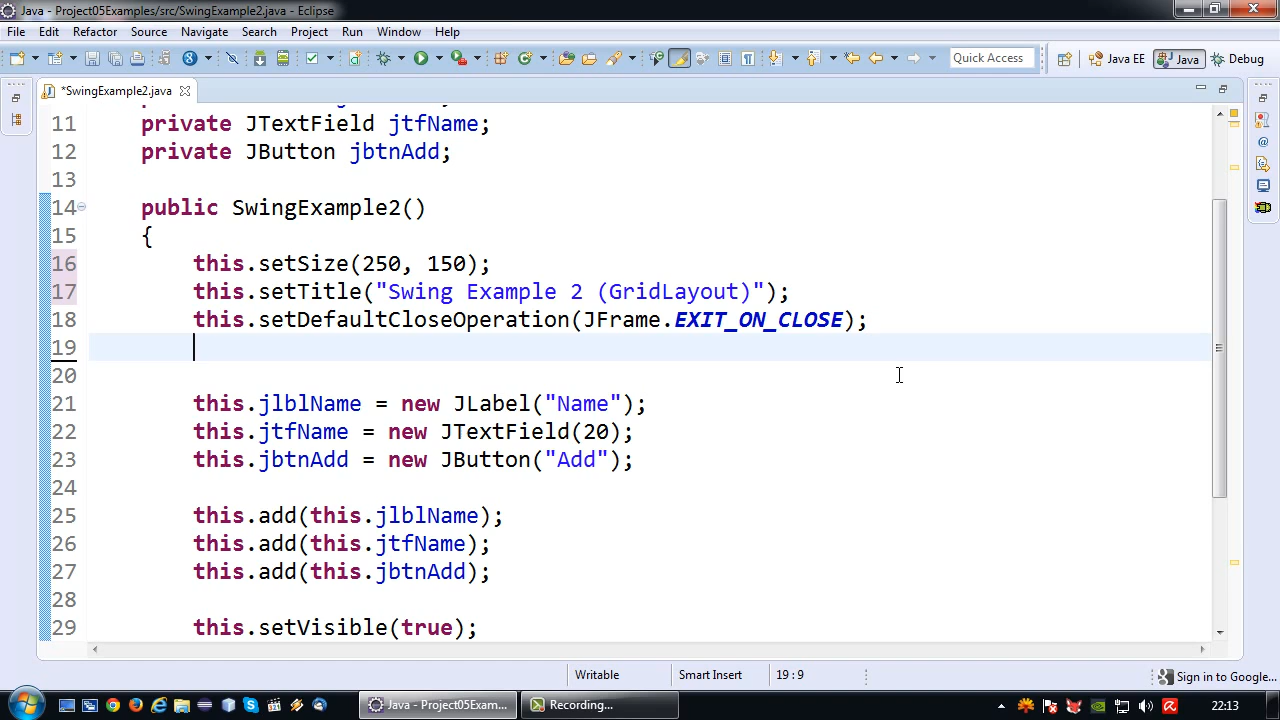 Java - Project05Examples/src/SwingExample2.java - Eclipse
File Edit Refactor Source Navigate Search Project Run Window Help
Quick Access Java EE Java Debug
*SwingExample2.java
11 private JTextField jtfName;
12 private JButton jbtnAdd;
13
14 public SwingExample2()
15 {
16 this.setSize(250, 150);
17 this.setTitle("Swing Example 2 (GridLayout)");
18 this.setDefaultCloseOperation(JFrame.EXIT_ON_CLOSE);
19
20
21 this.jlblName = new JLabel("Name");
22 this.jtfName = new JTextField(20);
23 this.jbtnAdd = new JButton("Add");
24
25 this.add(this.jlblName);
26 this.add(this.jtfName);
27 this.add(this.jbtnAdd);
28
29 this.setVisible(true);
Writable Smart Insert 19 : 9 Sign in to Google...
Java - Project05Exam... Recording... 22:13